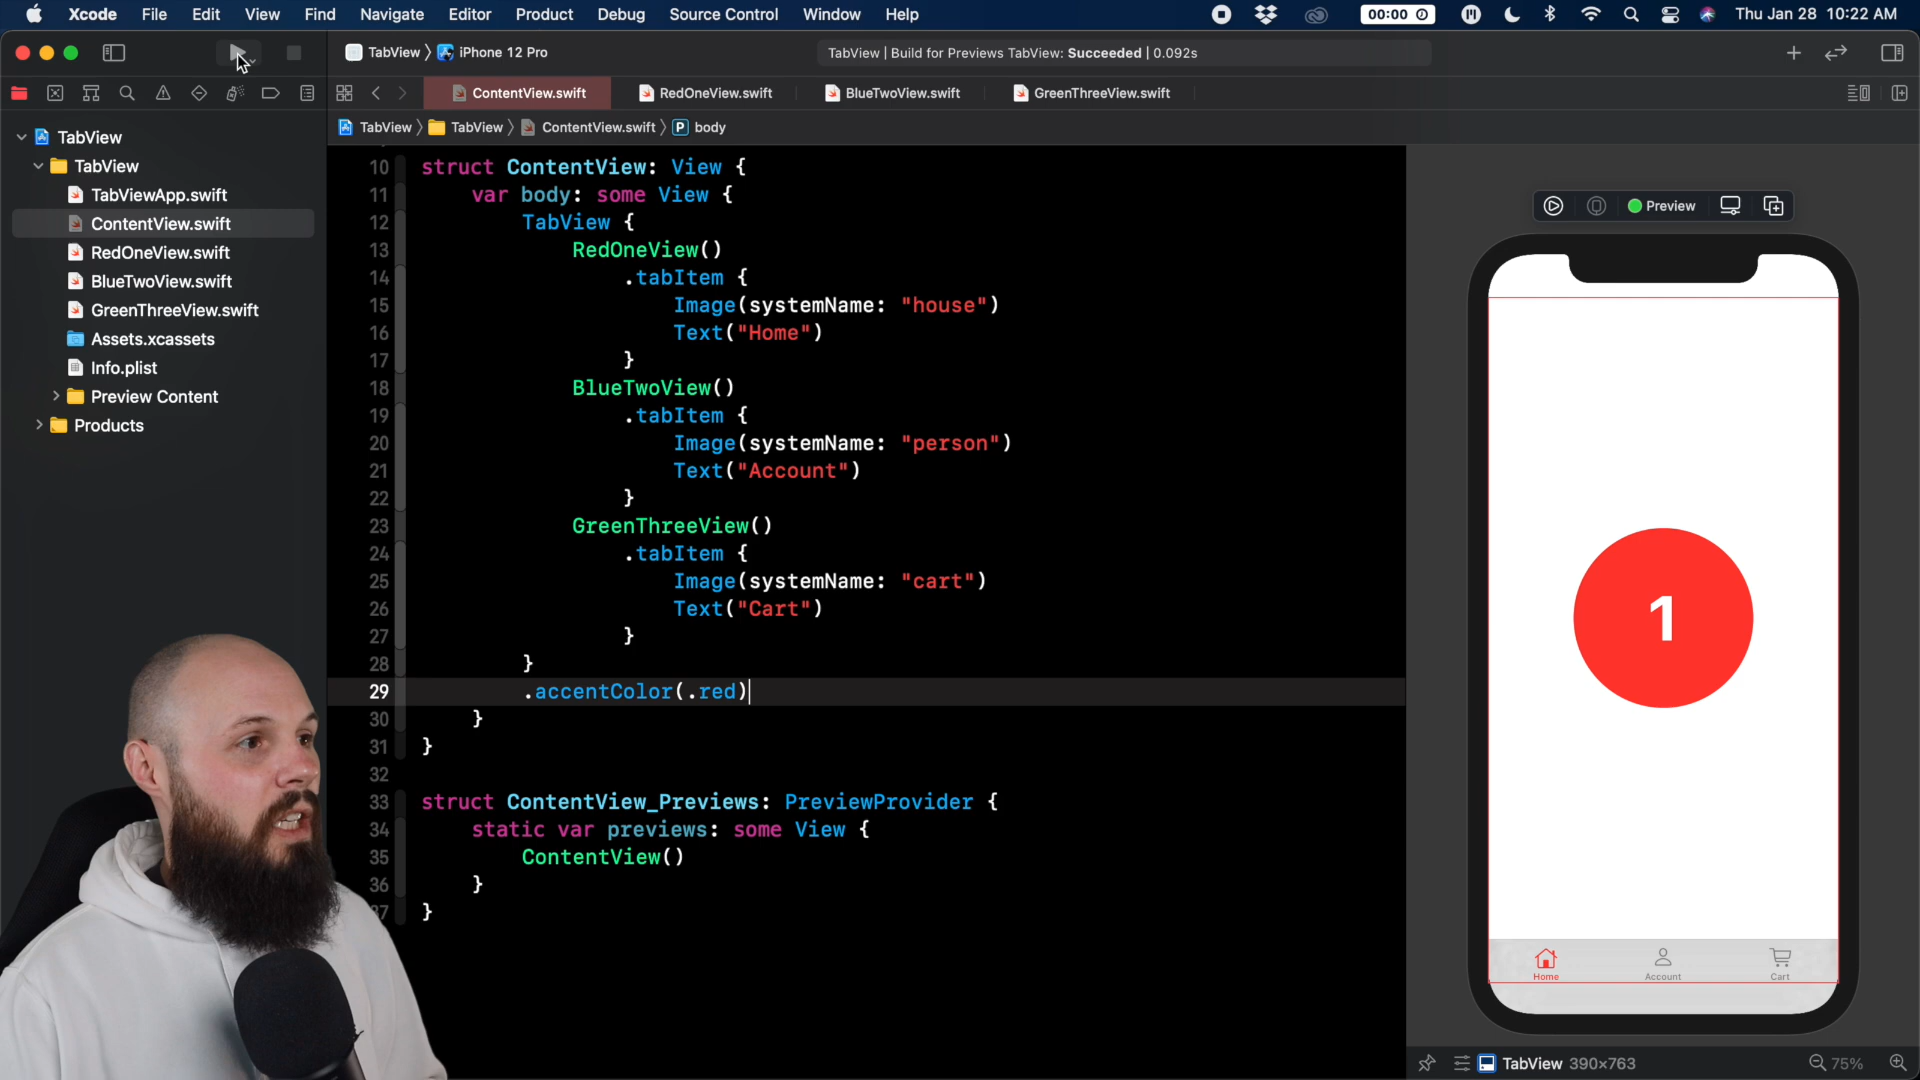 Xcode File Edit View Find Navigate Editor Product Debug Source Control Window Help 00:00 Thu Jan 28 10:22 AM
TabView 〉 iPhone 12 Pro
TabView | Build for Previews TabView: Succeeded | 0.092s
ContentView.swift RedOneView.swift BlueTwoView.swift GreenThreeView.swift
TabView 〉 TabView 〉 ContentView.swift 〉 P body
TabView
TabView
TabViewApp.swift
ContentView.swift
RedOneView.swift
BlueTwoView.swift
GreenThreeView.swift
Assets.xcassets
Info.plist
Preview Content
Products
10 struct ContentView: View {
11 var body: some View {
12 TabView {
13 RedOneView()
14 .tabItem {
15 Image(systemName: "house")
16 Text("Home")
17 }
18 BlueTwoView()
19 .tabItem {
20 Image(systemName: "person")
21 Text("Account")
22 }
23 GreenThreeView()
24 .tabItem {
25 Image(systemName: "cart")
26 Text("Cart")
27 }
28 }
29 .accentColor(.red)
30 }
31 }
32
33 struct ContentView_Previews: PreviewProvider {
34 static var previews: some View {
35 ContentView()
36 }
37 }
Preview
1
Home Account Cart
TabView 390×763 75%